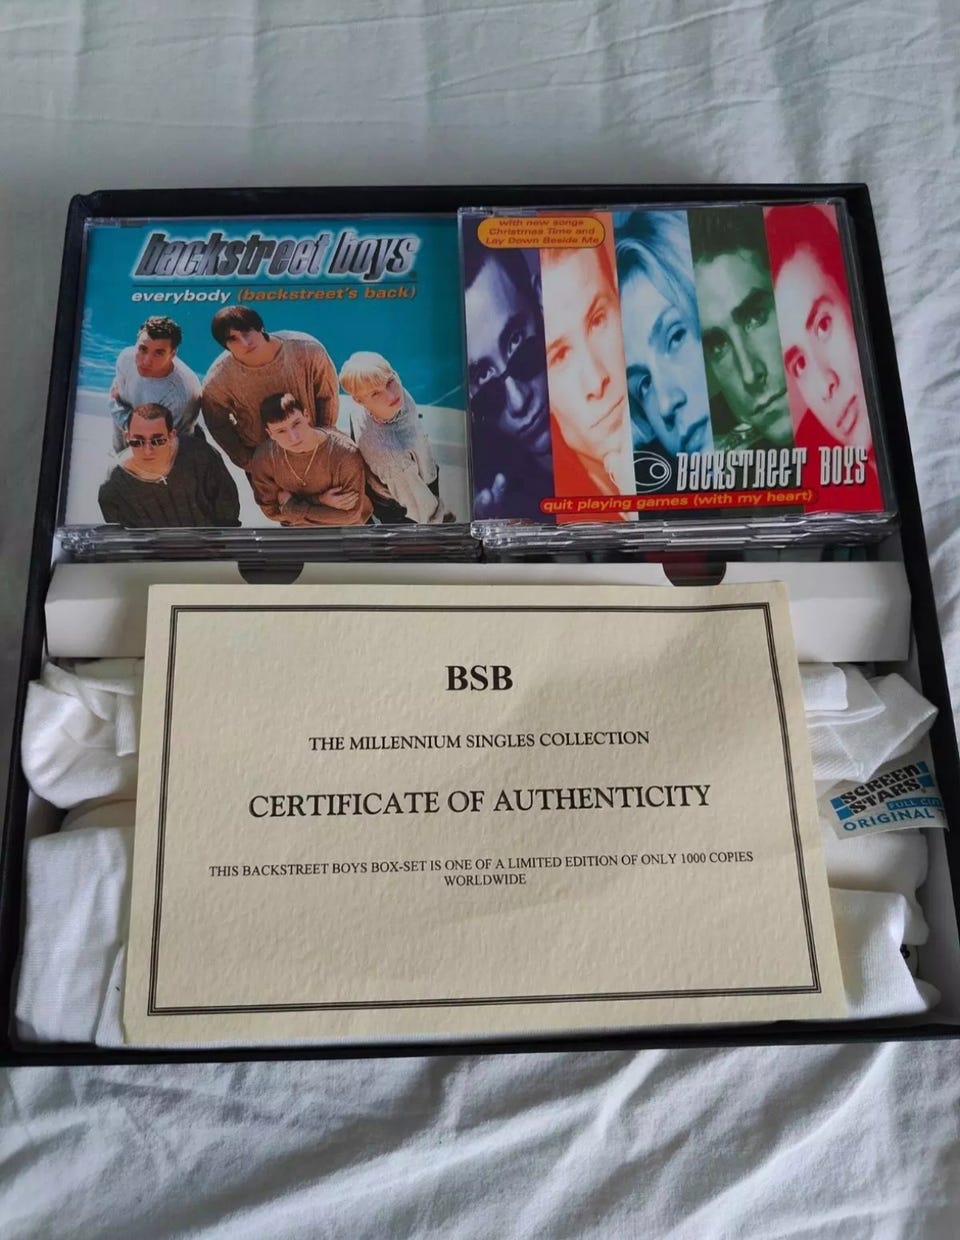 backstreet boys
everybody (backstreet's back)
with new songs
Christmas Time and
Lay Down Beside Me
BACKSTREET BOYS
quit playing games (with my heart)
BSB
THE MILLENNIUM SINGLES COLLECTION
CERTIFICATE OF AUTHENTICITY
THIS BACKSTREET BOYS BOX-SET IS ONE OF A LIMITED EDITION OF ONLY 1000 COPIES
WORLDWIDE
SCREEN
STARS
FULL CUT
ORIGINAL